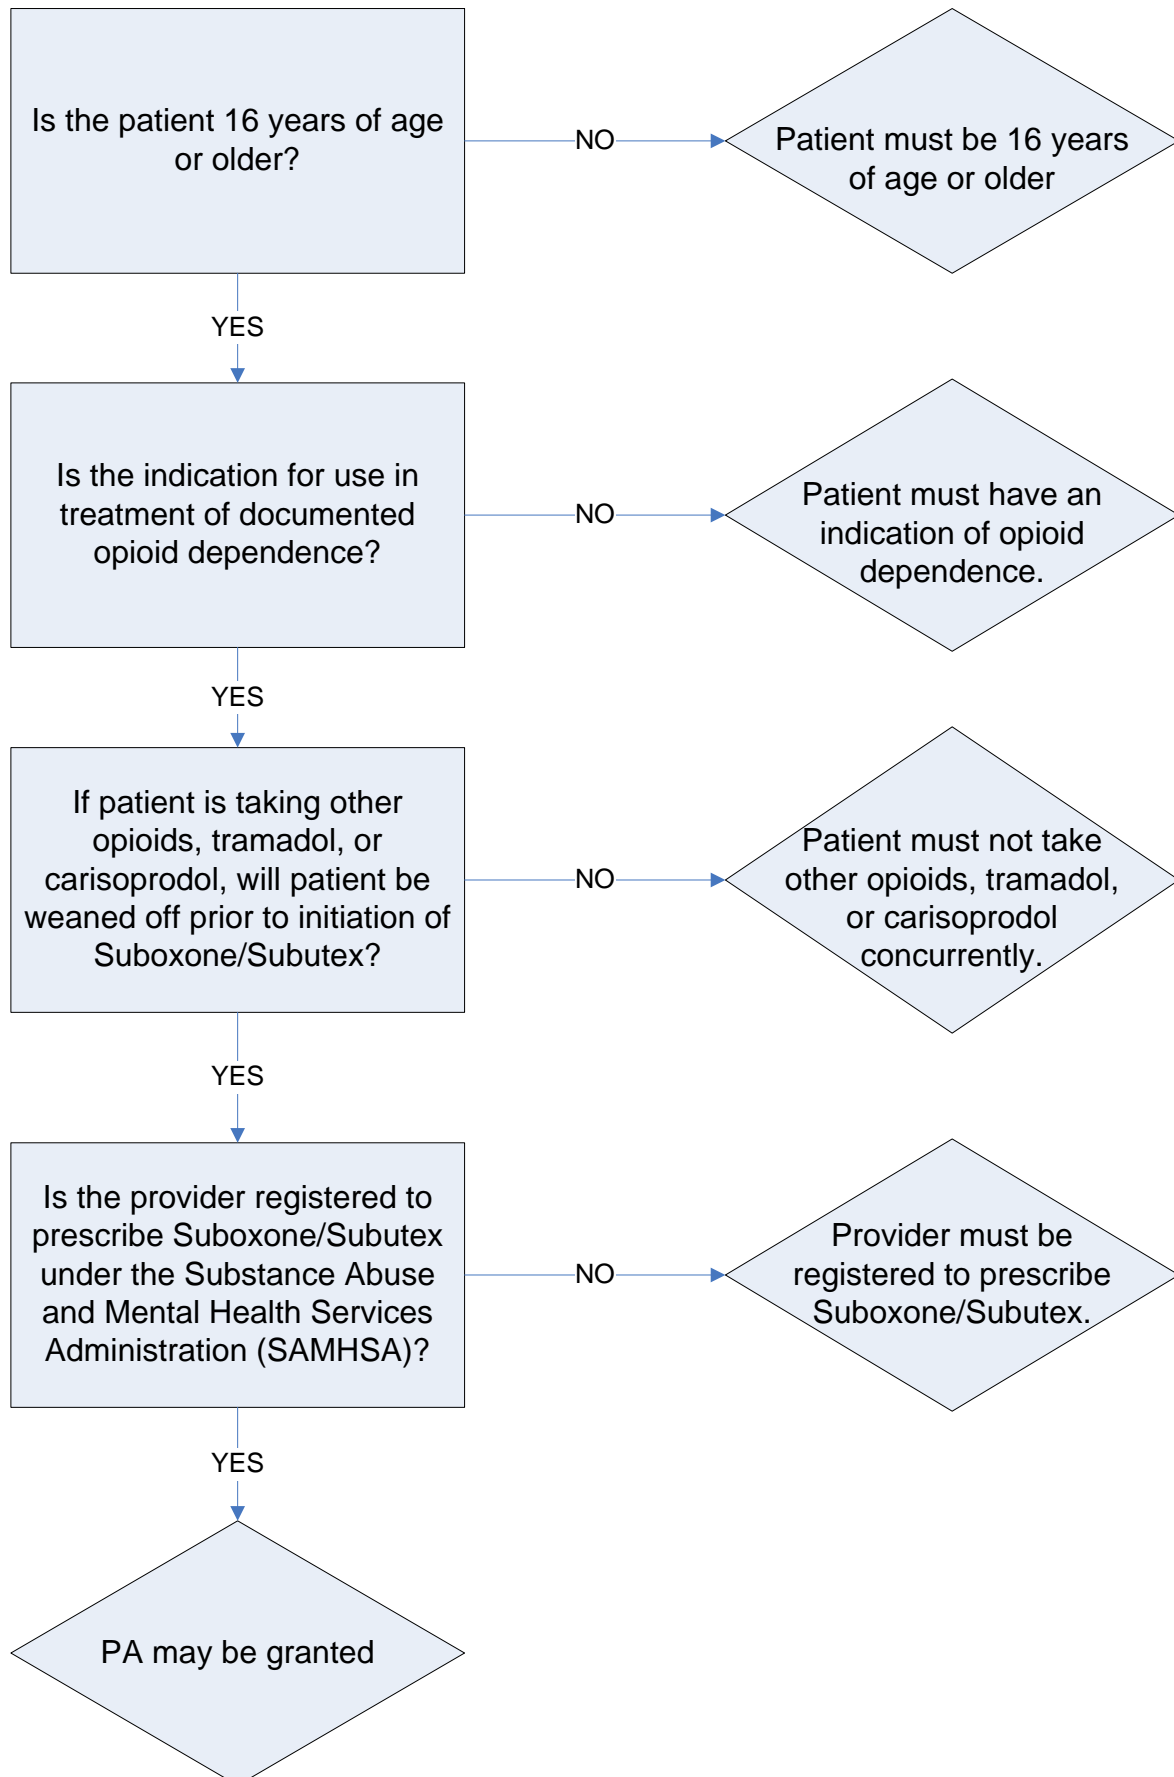 Is the patient 16 years of age
or older?
NO
Patient must be 16 years
of age or older
YES
Is the indication for use in
treatment of documented
opioid dependence?
NO
Patient must have an
indication of opioid
dependence.
YES
If patient is taking other
opioids, tramadol, or
carisoprodol, will patient be
weaned off prior to initiation of
Suboxone/Subutex?
NO
Patient must not take
other opioids, tramadol,
or carisoprodol
concurrently.
YES
Is the provider registered to
prescribe Suboxone/Subutex
under the Substance Abuse
and Mental Health Services
Administration (SAMHSA)?
NO
Provider must be
registered to prescribe
Suboxone/Subutex.
YES
PA may be granted